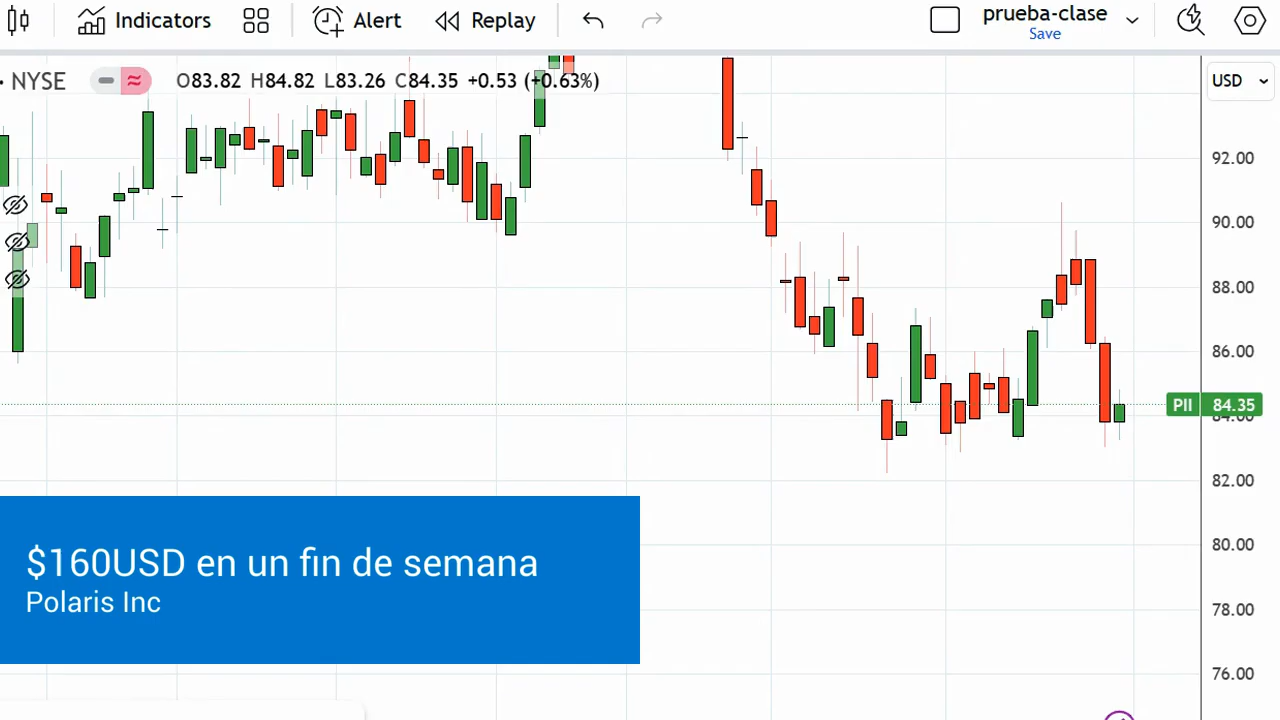 Indicators
Alert
Replay
prueba-clase
Save
· NYSE
O83.82 H84.82 L83.26 C84.35 +0.53 (+0.63%)
USD
92.00
90.00
88.00
86.00
PII 84.35
84.00
82.00
80.00
78.00
76.00
$160USD en un fin de semana
Polaris Inc